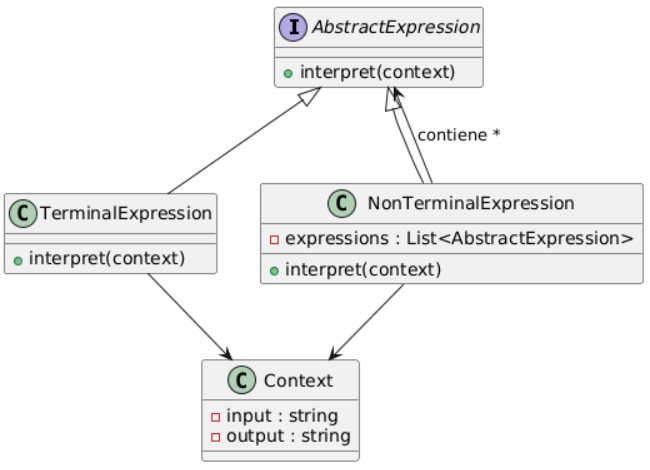 I AbstractExpression
+ interpret(context)
contiene *
C TerminalExpression
+ interpret(context)
C NonTerminalExpression
expressions : List<AbstractExpression>
interpret(context)
C Context
input : string
output : string